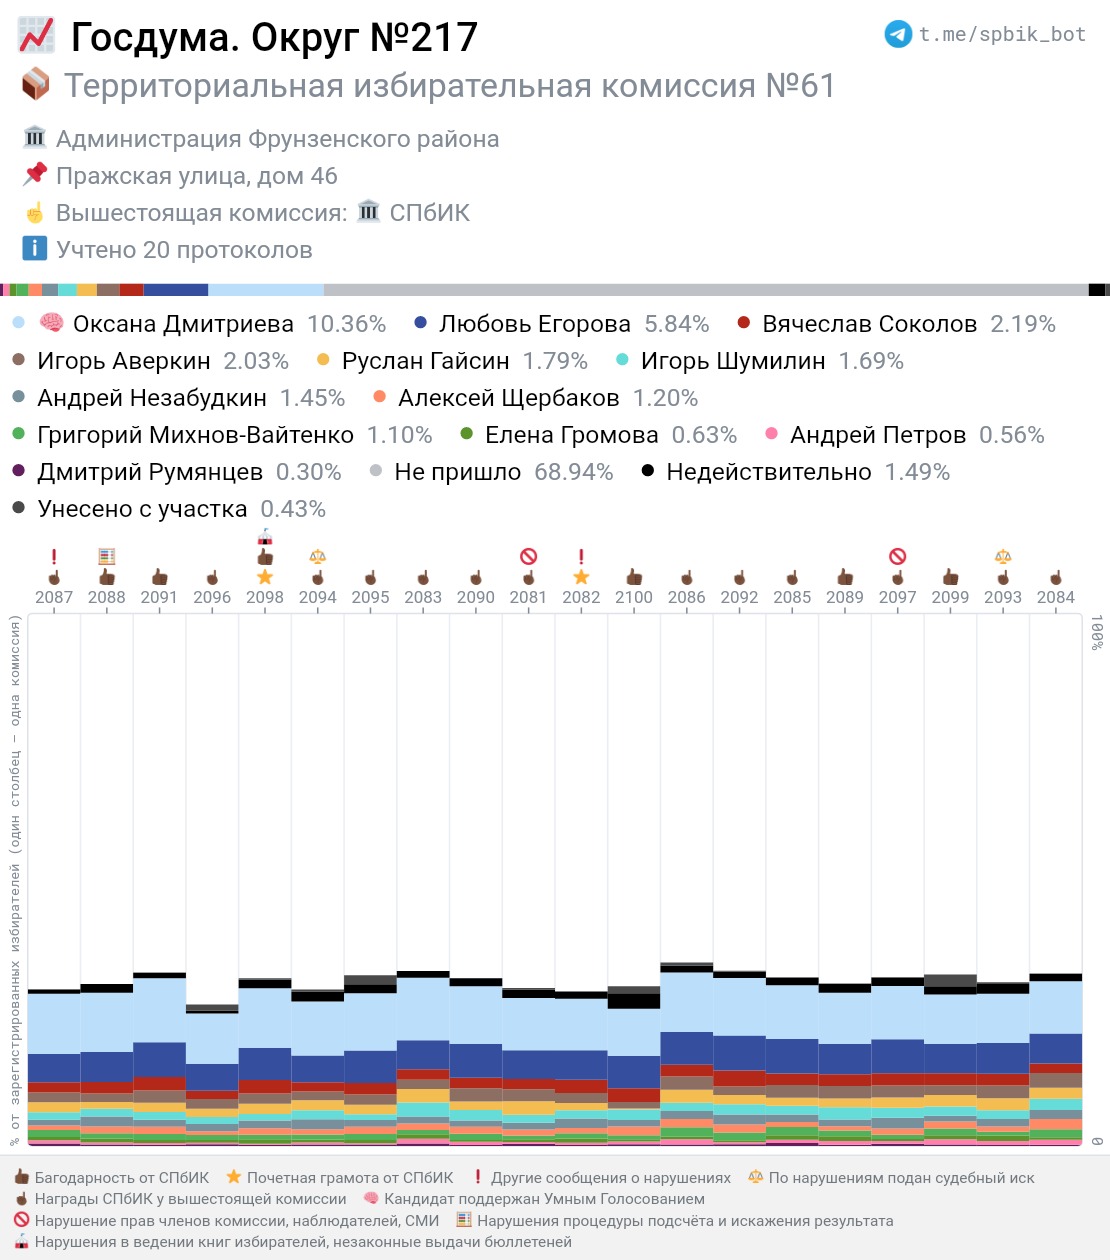 Госдума. Округ №217
t.me/spbik_bot
Территориальная избирательная комиссия №61
Администрация Фрунзенского района
Пражская улица, дом 46
Вышестоящая комиссия: СПбИК
Учтено 20 протоколов
Оксана Дмитриева 10.36% Любовь Егорова 5.84% Вячеслав Соколов 2.19%
Игорь Аверкин 2.03% Руслан Гайсин 1.79% Игорь Шумилин 1.69%
Андрей Незабудкин 1.45% Алексей Щербаков 1.20%
Григорий Михнов-Вайтенко 1.10% Елена Громова 0.63% Андрей Петров 0.56%
Дмитрий Румянцев 0.30% Не пришло 68.94% Недействительно 1.49%
Унесено с участка 0.43%
2087 2088 2091 2096 2098 2094 2095 2083 2090 2081 2082 2100 2086 2092 2085 2089 2097 2099 2093 2084
% от зарегистрированных избирателей (один столбец – одна комиссия)
100%
0
Багодарность от СПбИК Почетная грамота от СПбИК Другие сообщения о нарушениях По нарушениям подан судебный иск
Награды СПбИК у вышестоящей комиссии Кандидат поддержан Умным Голосованием
Нарушение прав членов комиссии, наблюдателей, СМИ Нарушения процедуры подсчёта и искажения результата
Нарушения в ведении книг избирателей, незаконные выдачи бюллетеней